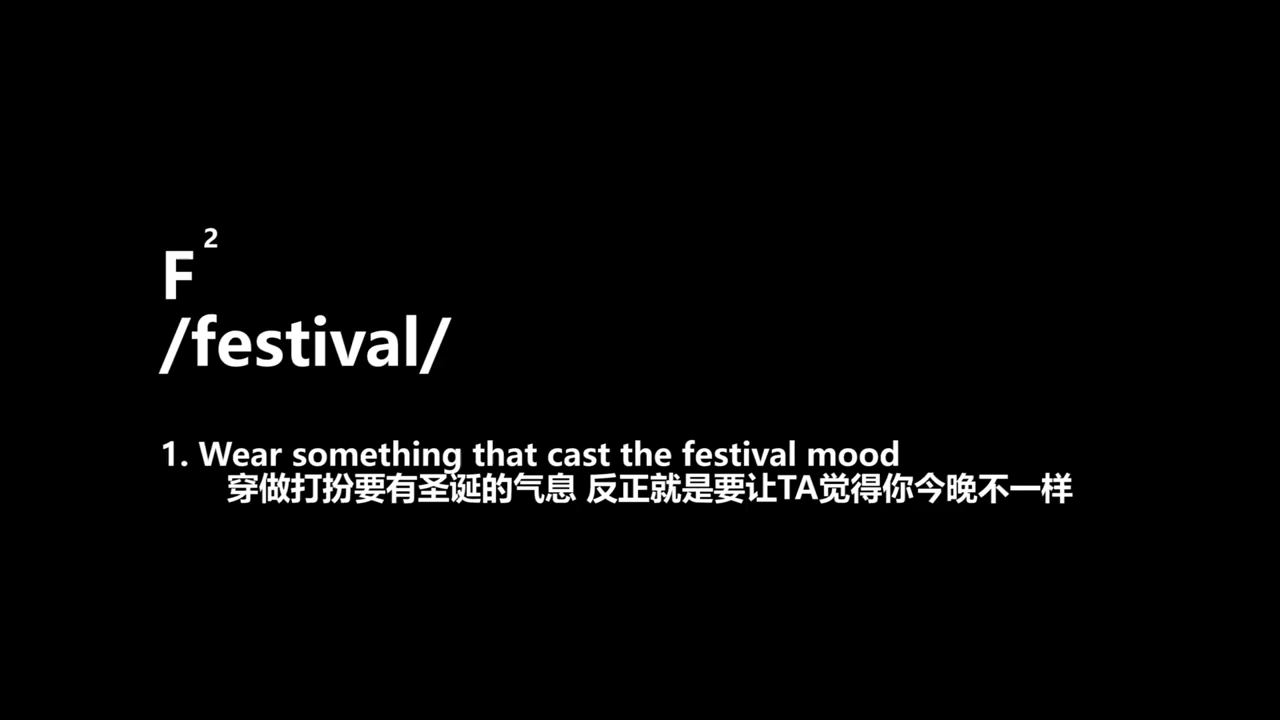 F²
/festival/
1. Wear something that cast the festival mood
穿做打扮要有圣诞的气息 反正就是要让TA觉得你今晚不一样